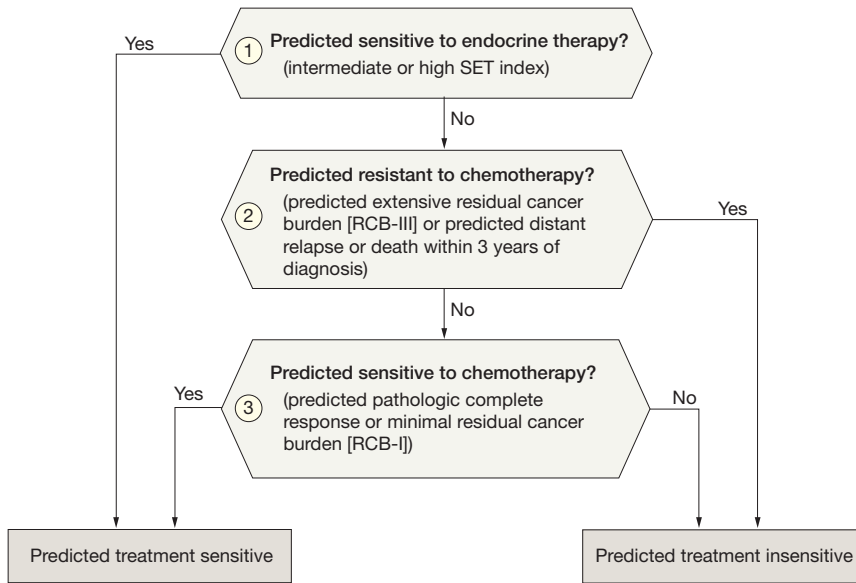 Yes
1
Predicted sensitive to endocrine therapy?
(intermediate or high SET index)
No
2
Predicted resistant to chemotherapy?
(predicted extensive residual cancer
burden [RCB-III] or predicted distant
relapse or death within 3 years of
diagnosis)
Yes
No
Yes
3
Predicted sensitive to chemotherapy?
(predicted pathologic complete
response or minimal residual cancer
burden [RCB-I])
No
Predicted treatment sensitive
Predicted treatment insensitive